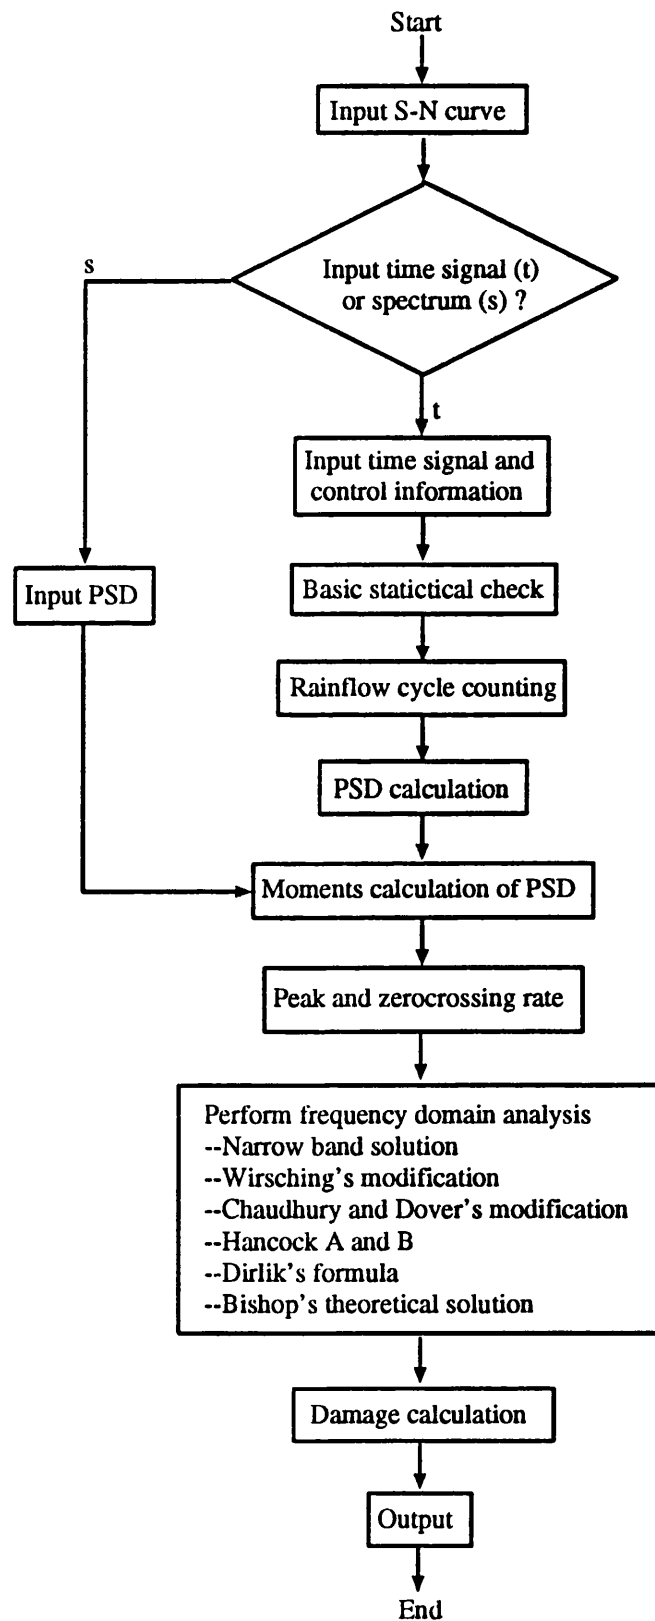 Start
Input S-N curve
Input time signal (t)
or spectrum (s) ?
s
t
Input time signal and
control information
Input PSD
Basic statictical check
Rainflow cycle counting
PSD calculation
Moments calculation of PSD
Peak and zerocrossing rate
Perform frequency domain analysis
--Narrow band solution
--Wirsching's modification
--Chaudhury and Dover's modification
--Hancock A and B
--Dirlik's formula
--Bishop's theoretical solution
Damage calculation
Output
End